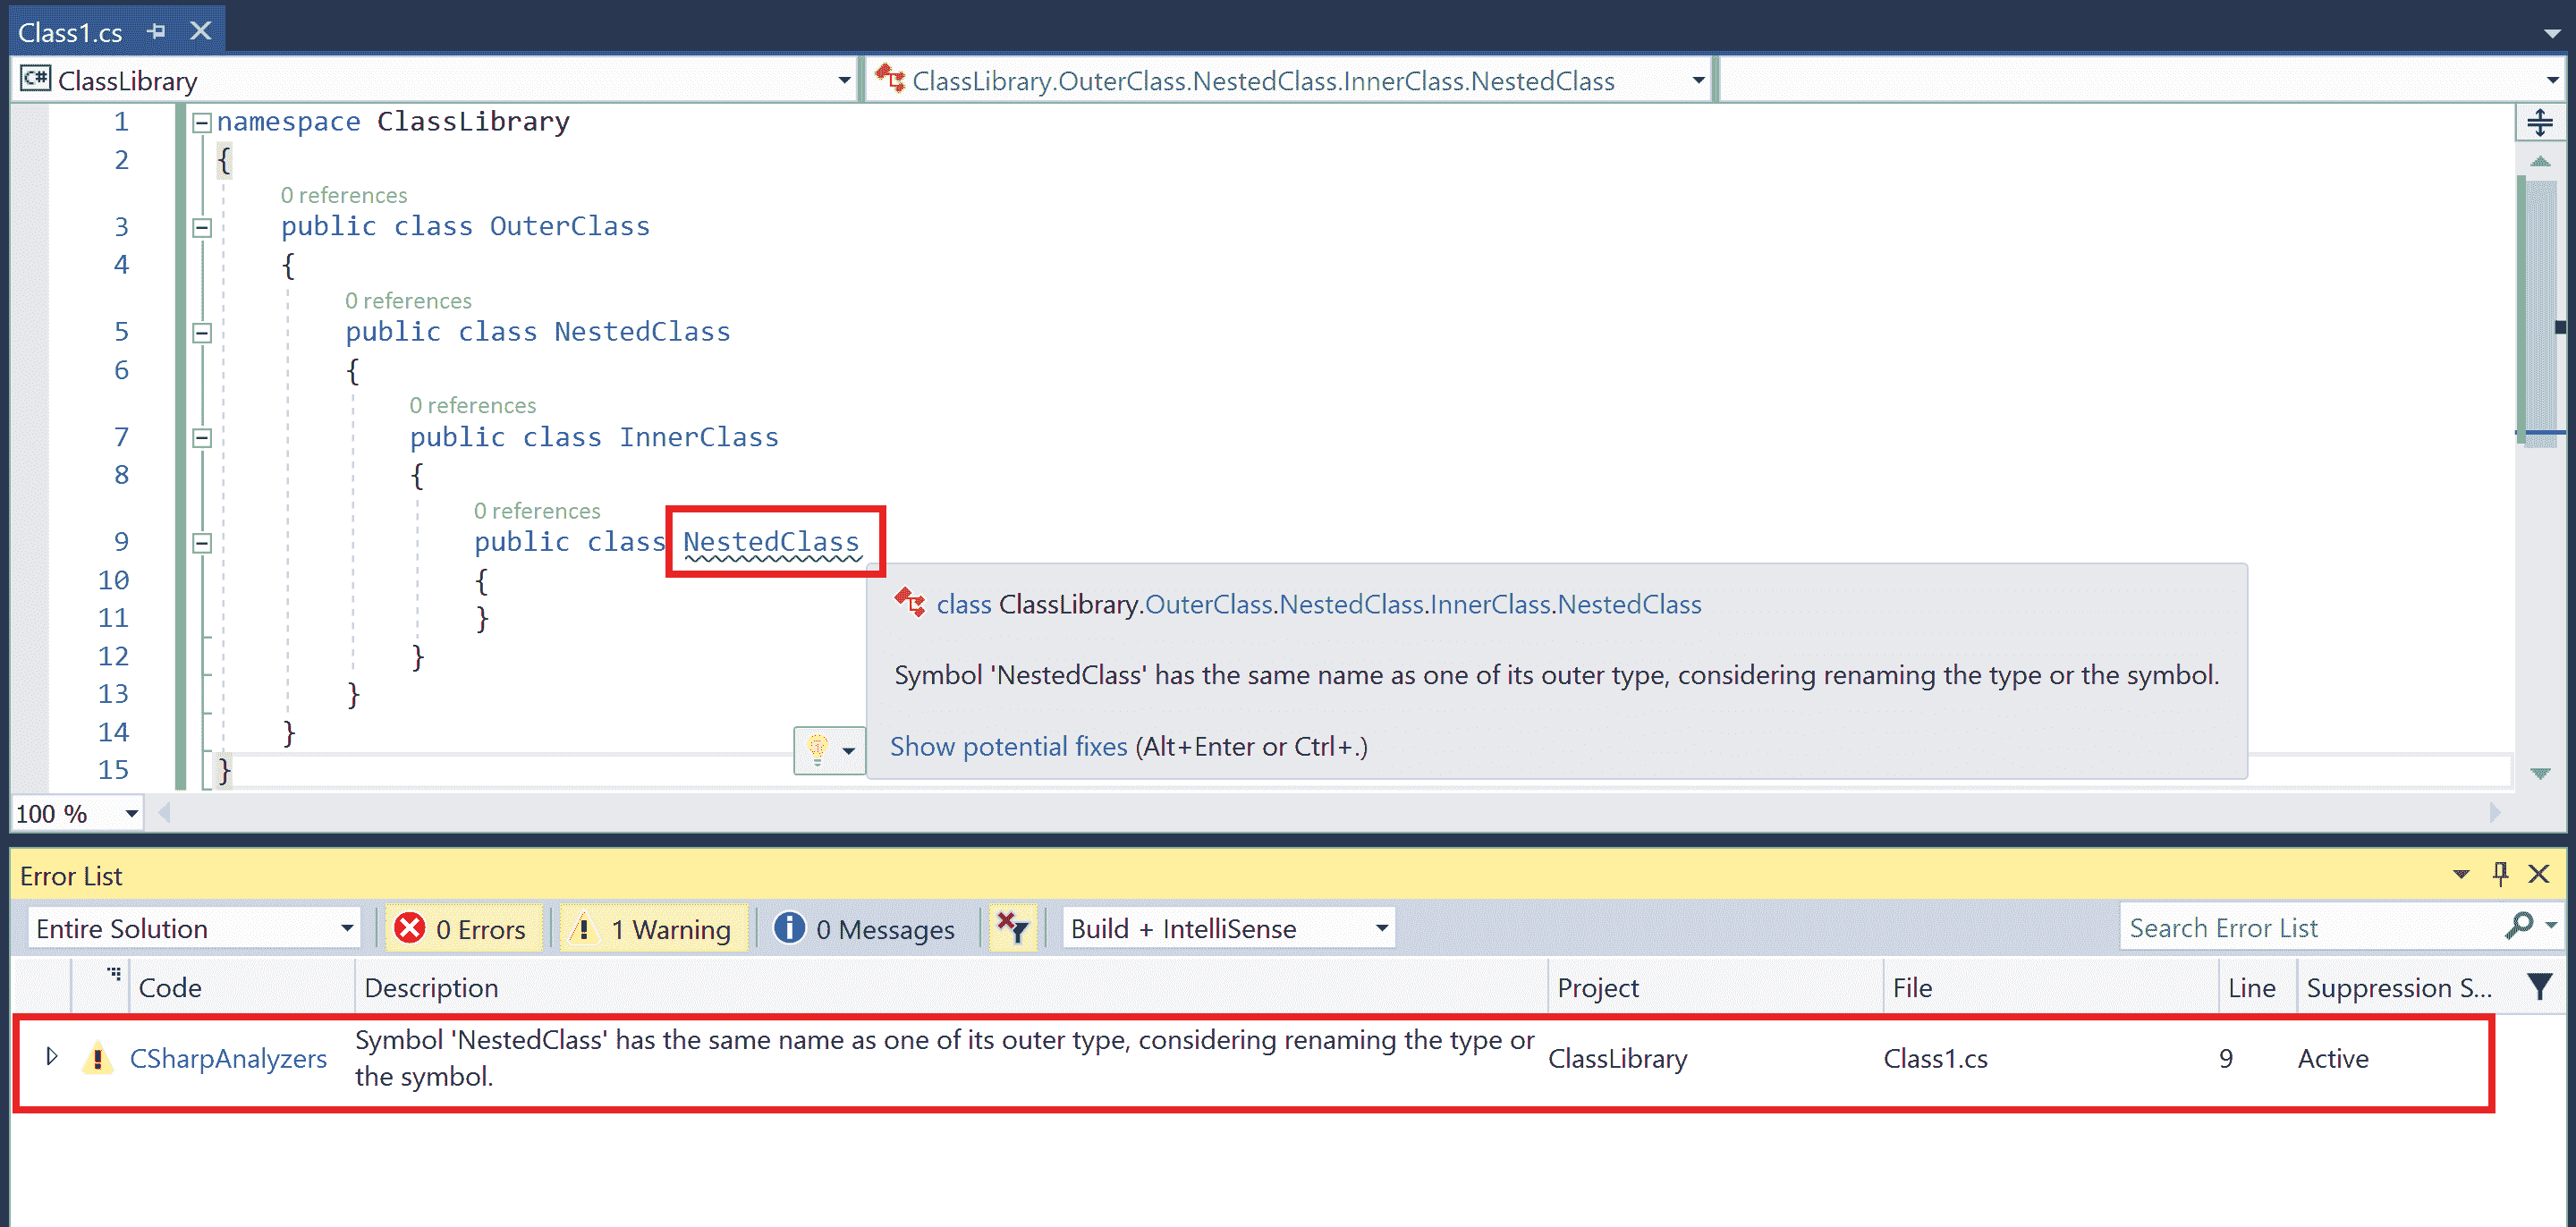 Class1.cs
C# ClassLibrary
ClassLibrary.OuterClass.NestedClass.InnerClass.NestedClass
1 namespace ClassLibrary
2 {
0 references
3 public class OuterClass
4 {
0 references
5 public class NestedClass
6 {
0 references
7 public class InnerClass
8 {
0 references
9 public class NestedClass
10 {
11 }
12 }
13 }
14 }
15 }
class ClassLibrary.OuterClass.NestedClass.InnerClass.NestedClass
Symbol 'NestedClass' has the same name as one of its outer type, considering renaming the type or the symbol.
Show potential fixes (Alt+Enter or Ctrl+.)
100 %
Error List
Entire Solution 0 Errors 1 Warning 0 Messages Build + IntelliSense Search Error List
Code Description Project File Line Suppression S...
CSharpAnalyzers Symbol 'NestedClass' has the same name as one of its outer type, considering renaming the type or
the symbol. ClassLibrary Class1.cs 9 Active